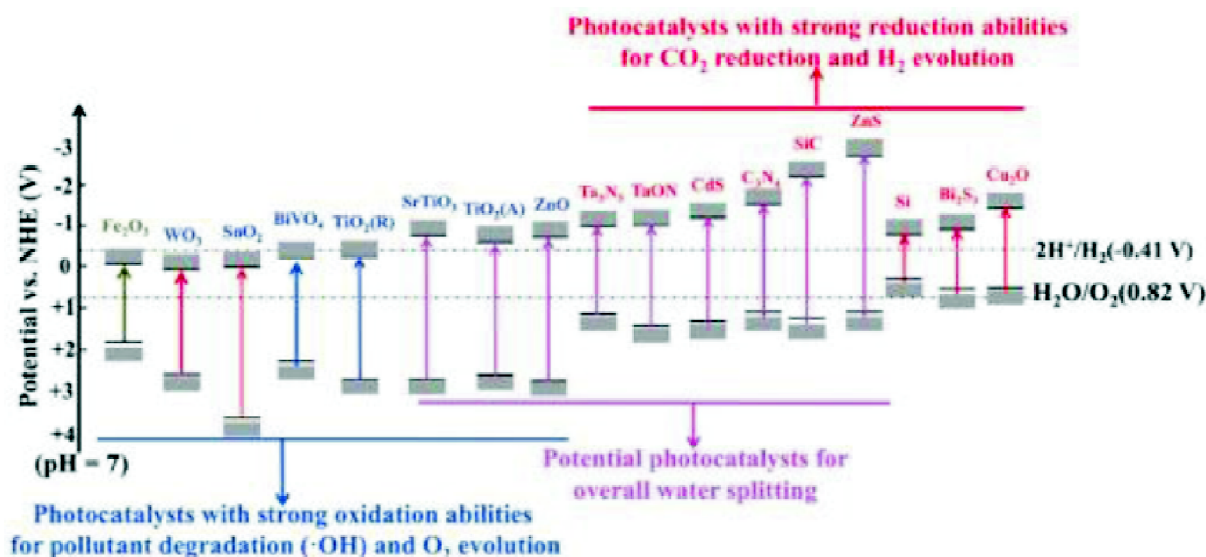 Photocatalysts with strong reduction abilities
for CO₂ reduction and H₂ evolution
ZnS
SiC
C₃N₄
Cu₂O
Ta₃N₅ TaON CdS
Si Bi₂S₃
SrTiO₃ TiO₂(A) ZnO
Fe₂O₃ WO₃ SnO₂ BiVO₄ TiO₂(R)
Potential vs. NHE (V)
-3
-2
-1
0
+1
+2
+3
+4
2H⁺/H₂(-0.41 V)
H₂O/O₂(0.82 V)
(pH = 7)
Potential photocatalysts for
overall water splitting
Photocatalysts with strong oxidation abilities
for pollutant degradation (·OH) and O₂ evolution